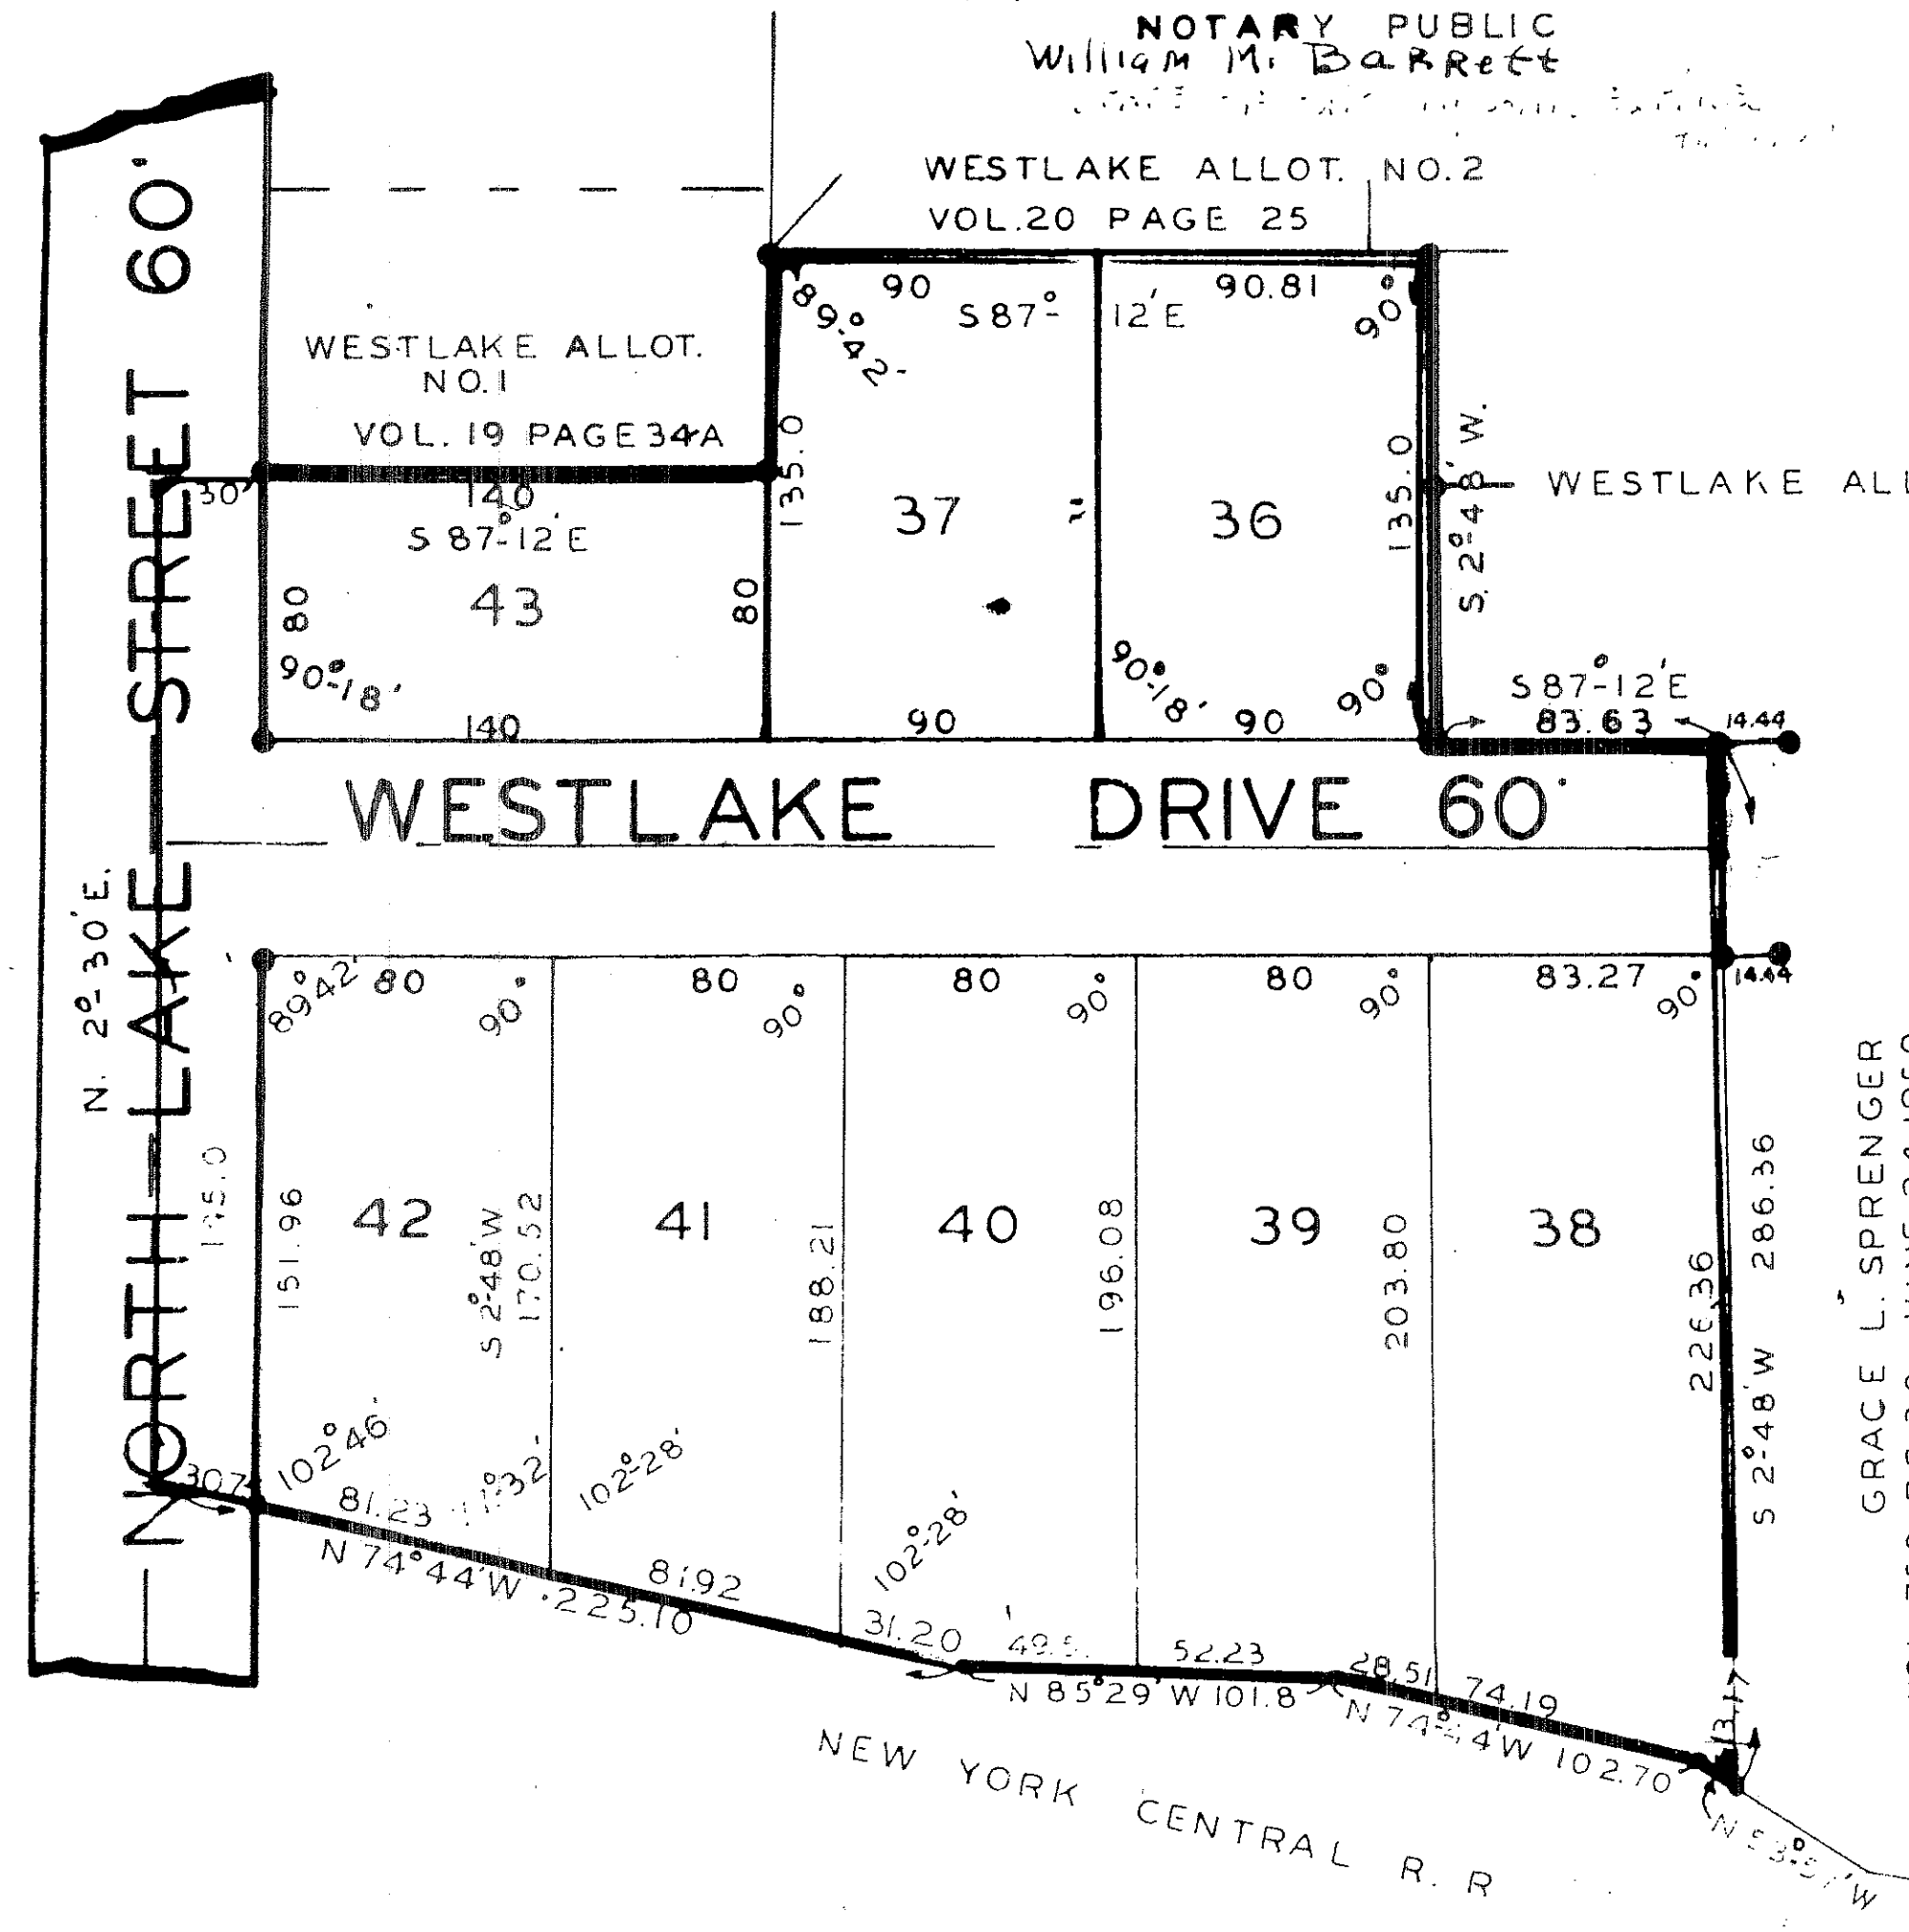 NOTARY PUBLIC
William M. Barrett
WESTLAKE ALLOT. NO.2
VOL.20 PAGE 25
90
90.81
S 87°-12'E
89°-42'
90°
WESTLAKE ALLOT.
NO.1
VOL. 19 PAGE 34A
30'
140
S 87°-12'E
43
80
80
90°-18'
140
135.0
37
36
135.0
S. 2°-48' W.
WESTLAKE
90
90°-18'
90
90°
S 87°-12'E
83.63
14.44
NORTH LAKE STREET 60'
N. 2°-30'E.
WESTLAKE DRIVE 60'
89°42'
80
90°
80
90°
80
90°
80
90°
83.27
90°
14.44
151.96
42
S 2°-48'W
170.52
41
188.21
40
196.08
39
203.80
38
226.36
S 2°-48'W 286.36
GRACE L. SPRENGER
102°46'
81.23
102°-28'
81.92
102°-28'
31.20
52.23
28.51
74.19
13.17
N 74°44'W 225.10
N 85°29' W 101.8
N 74°-44'W 102.70
NEW YORK CENTRAL R. R